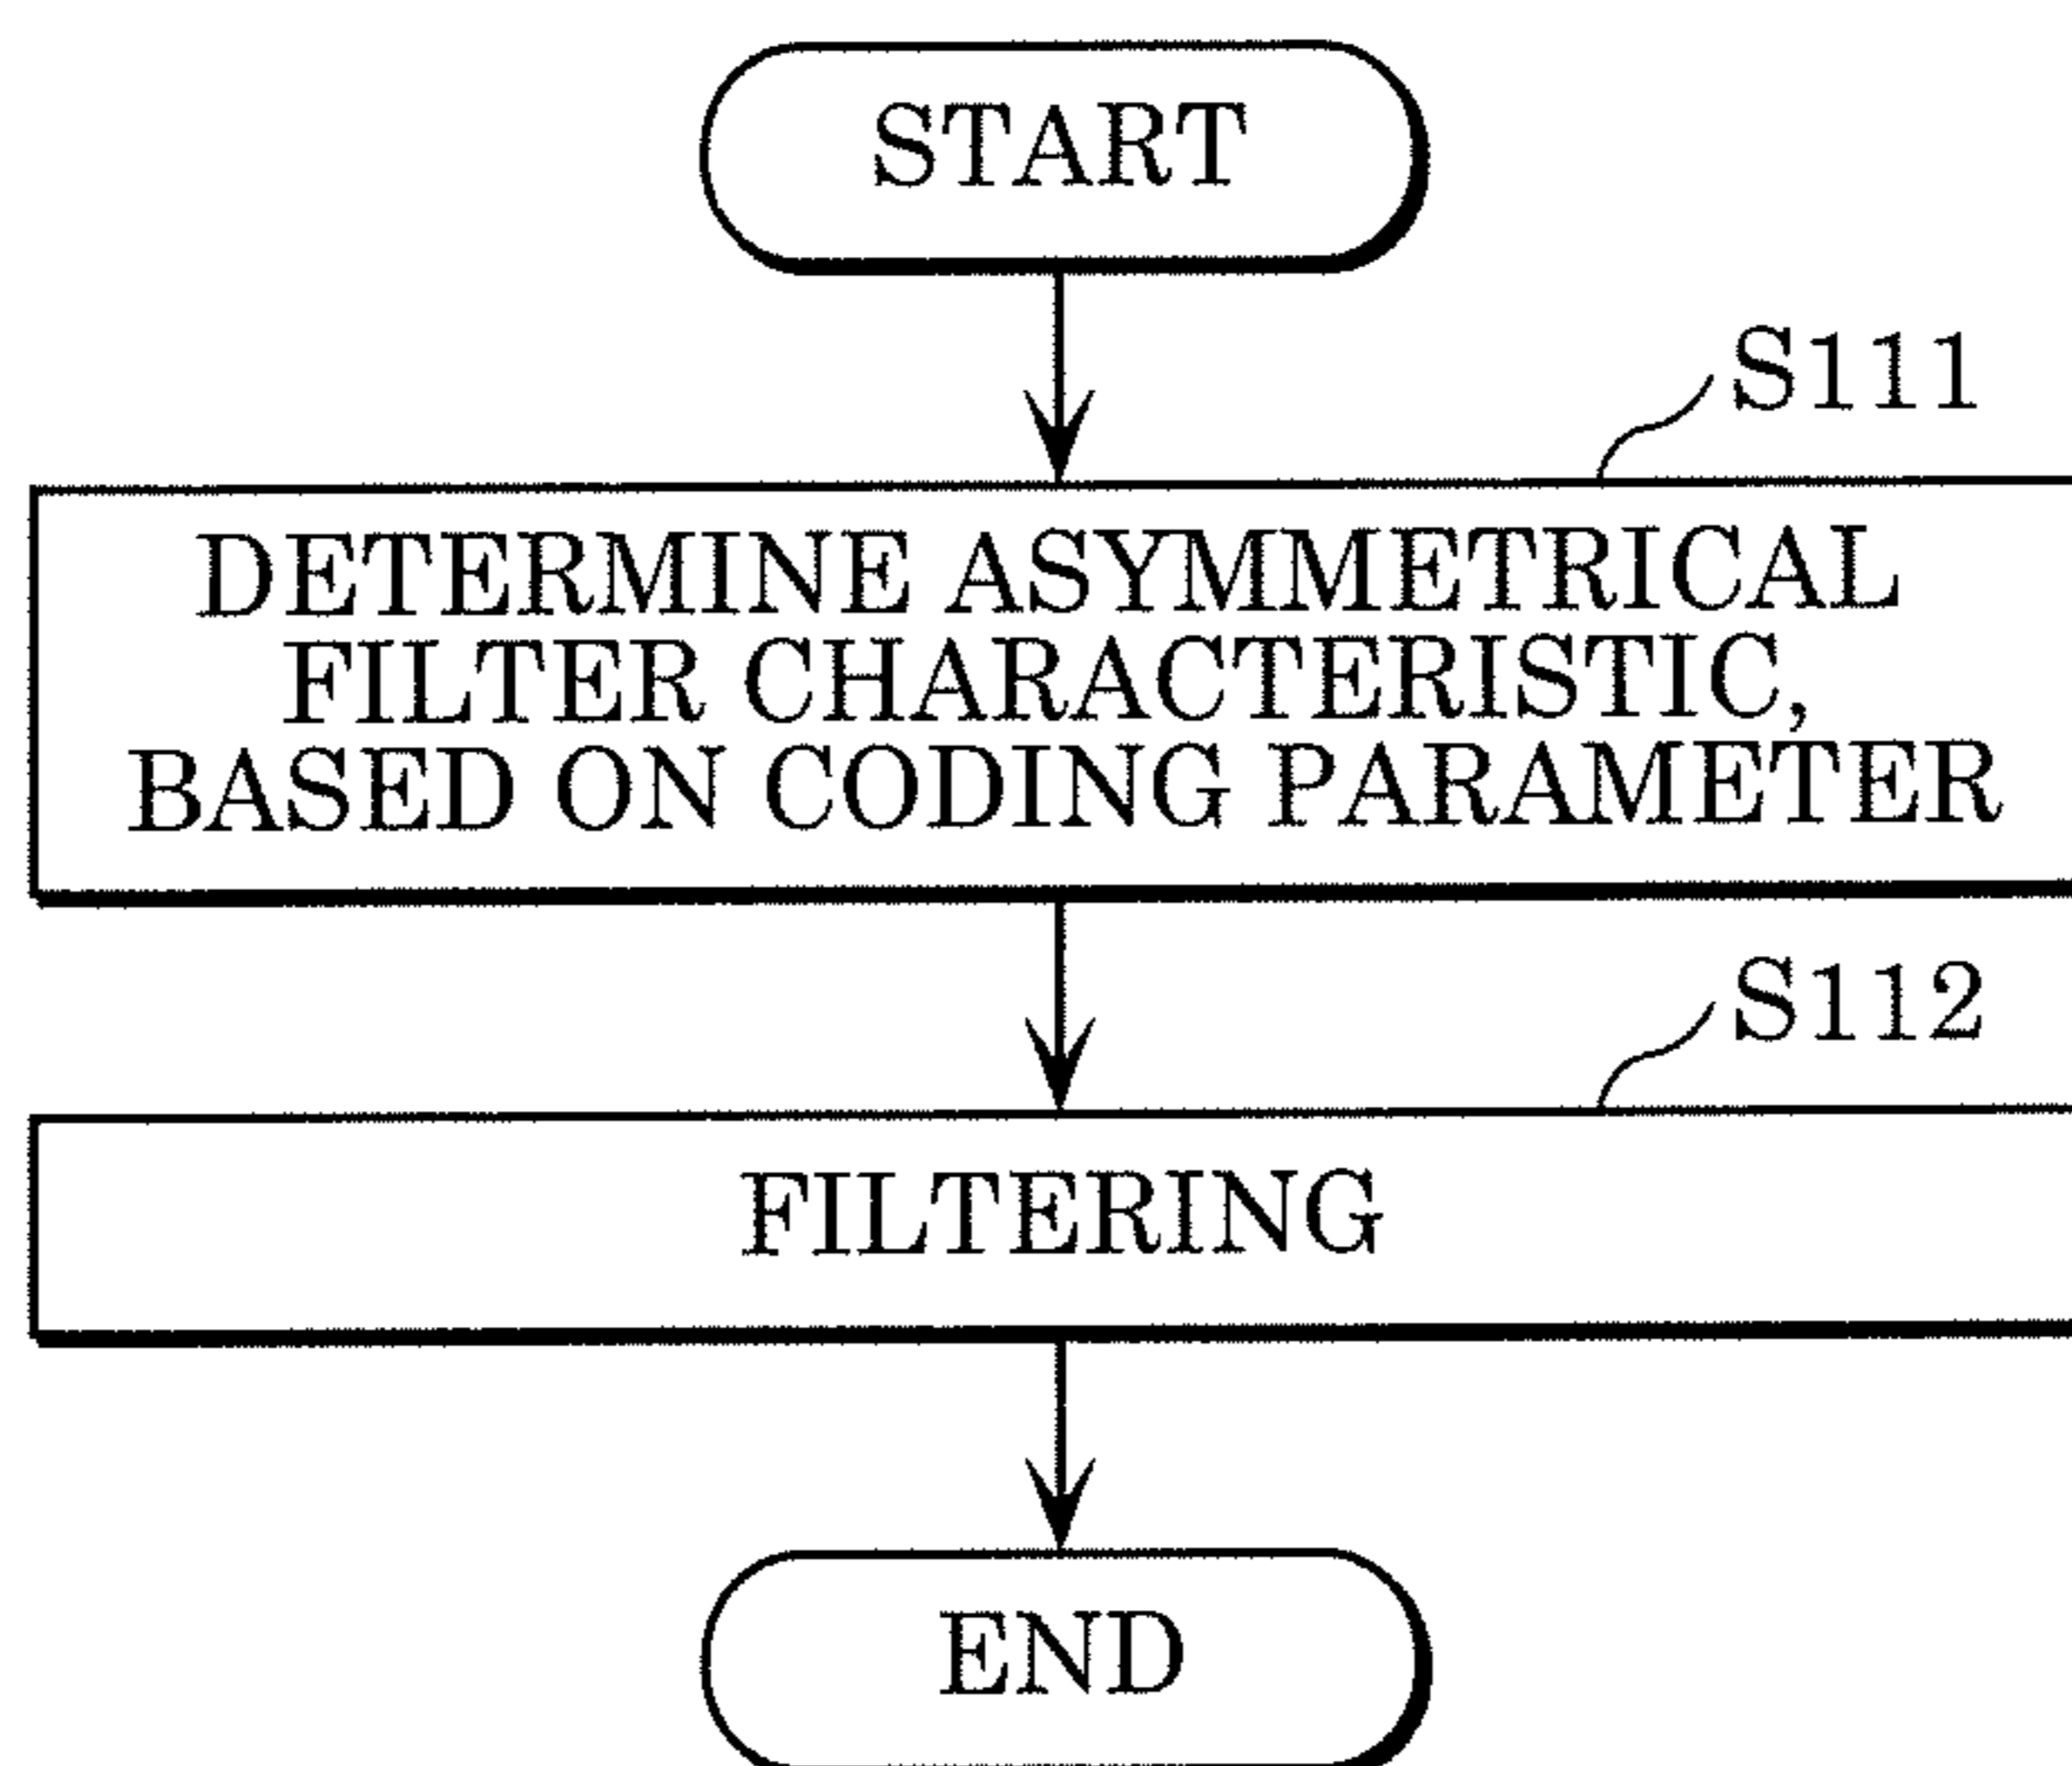 START
S111
DETERMINE ASYMMETRICAL
FILTER CHARACTERISTIC,
BASED ON CODING PARAMETER
S112
FILTERING
END